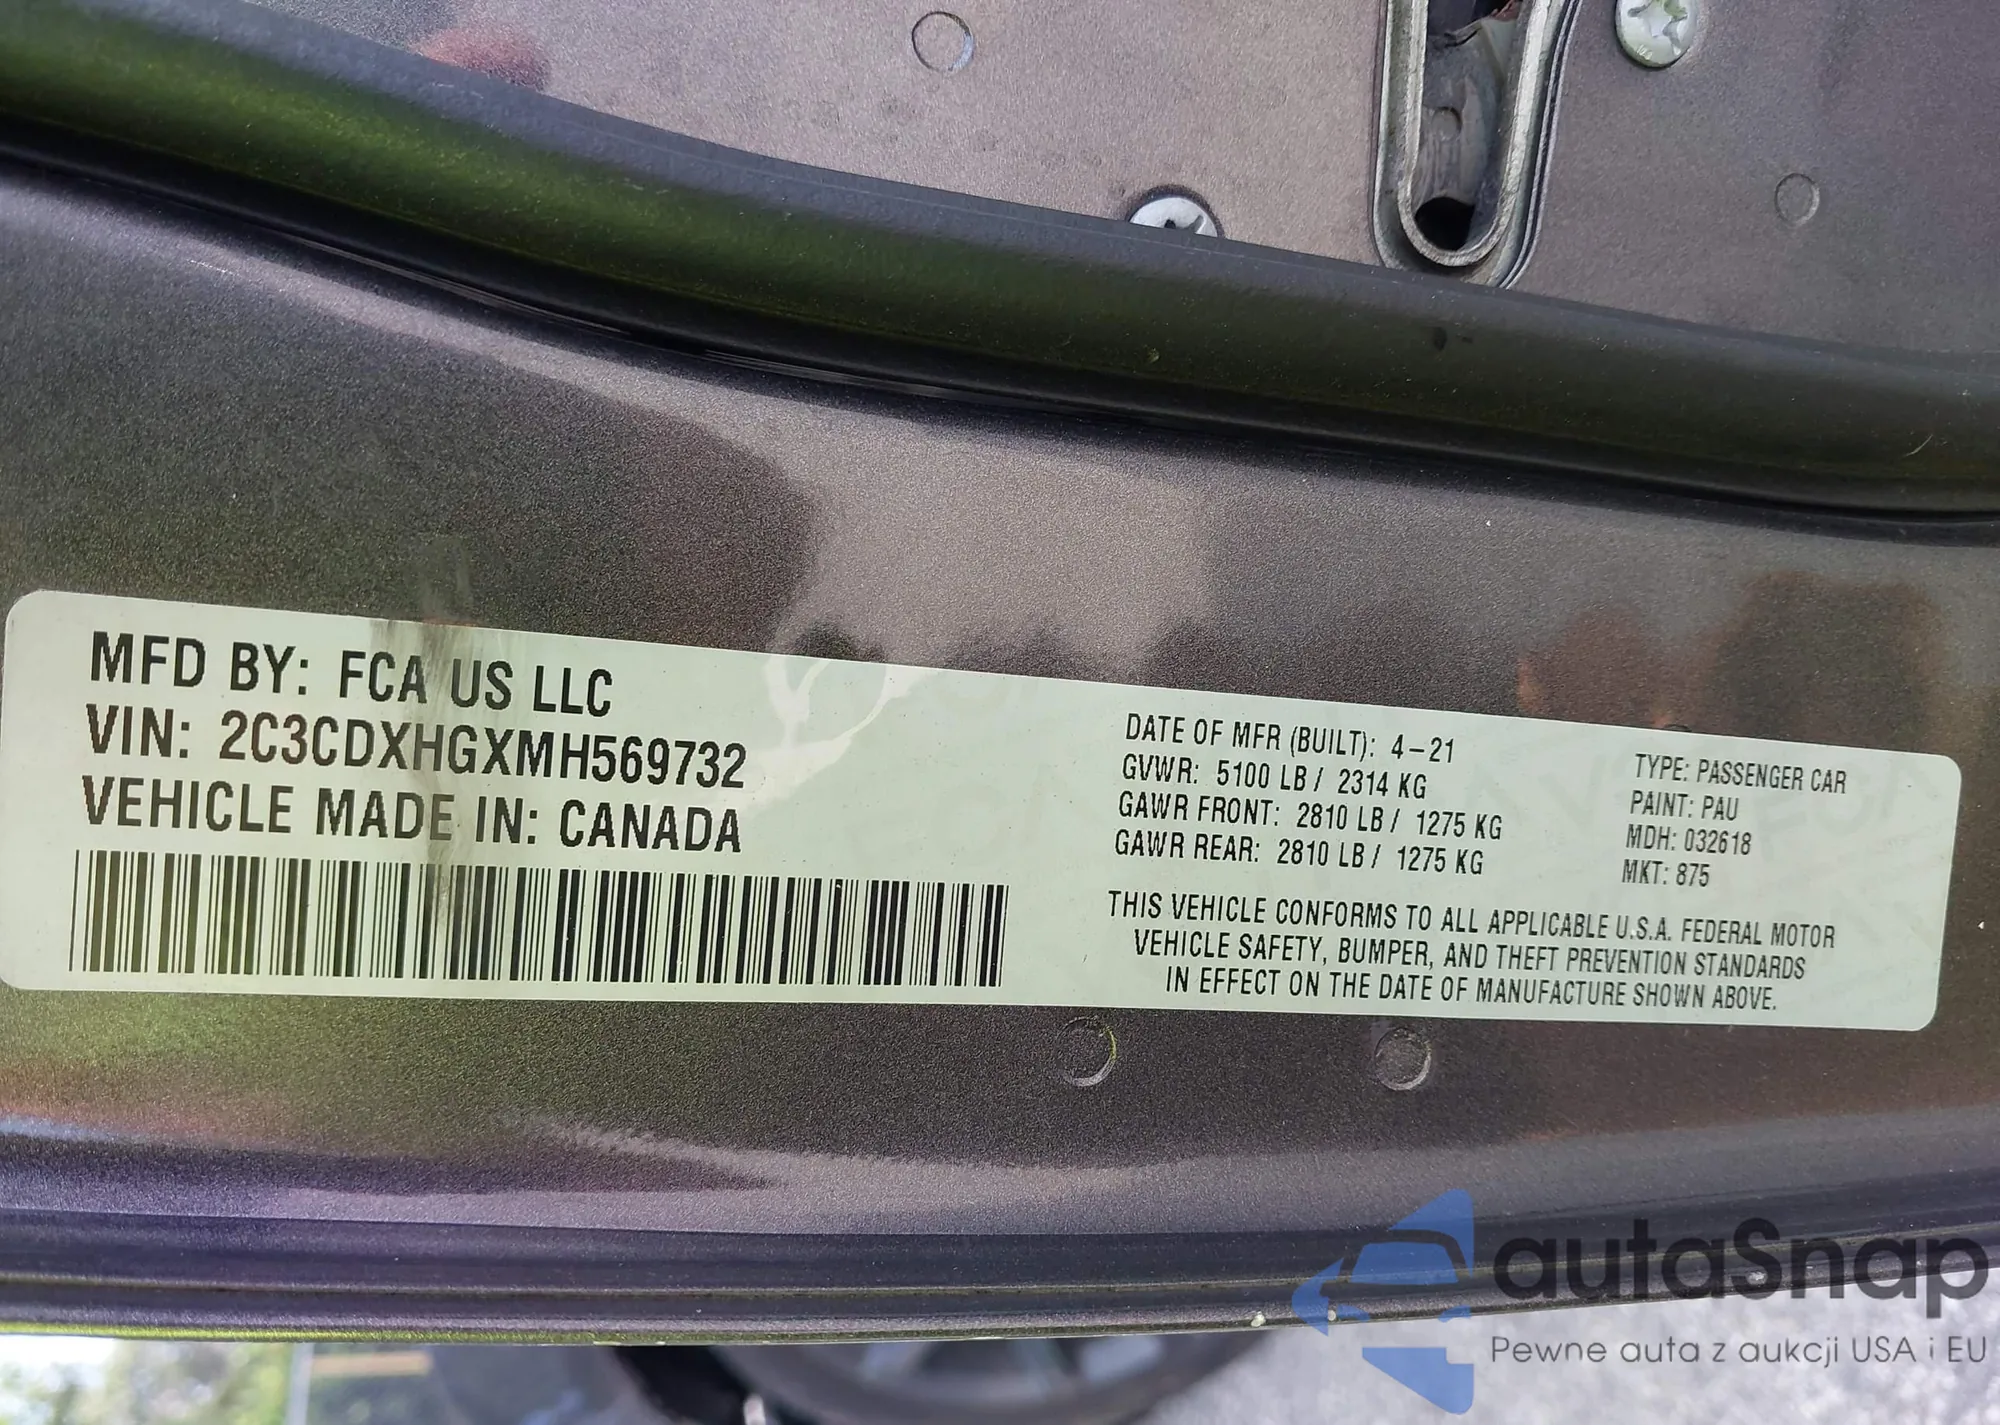 MFD BY: FCA US LLC
VIN: 2C3CDXHGXMH569732
VEHICLE MADE IN: CANADA
DATE OF MFR (BUILT): 4-21
GVWR: 5100 LB / 2314 KG
GAWR FRONT: 2810 LB / 1275 KG
GAWR REAR: 2810 LB / 1275 KG
TYPE: PASSENGER CAR
PAINT: PAU
MDH: 032618
MKT: 875
THIS VEHICLE CONFORMS TO ALL APPLICABLE U.S.A. FEDERAL MOTOR
VEHICLE SAFETY, BUMPER, AND THEFT PREVENTION STANDARDS
IN EFFECT ON THE DATE OF MANUFACTURE SHOWN ABOVE.
autaSnap
Pewne auta z aukcji USA i EU